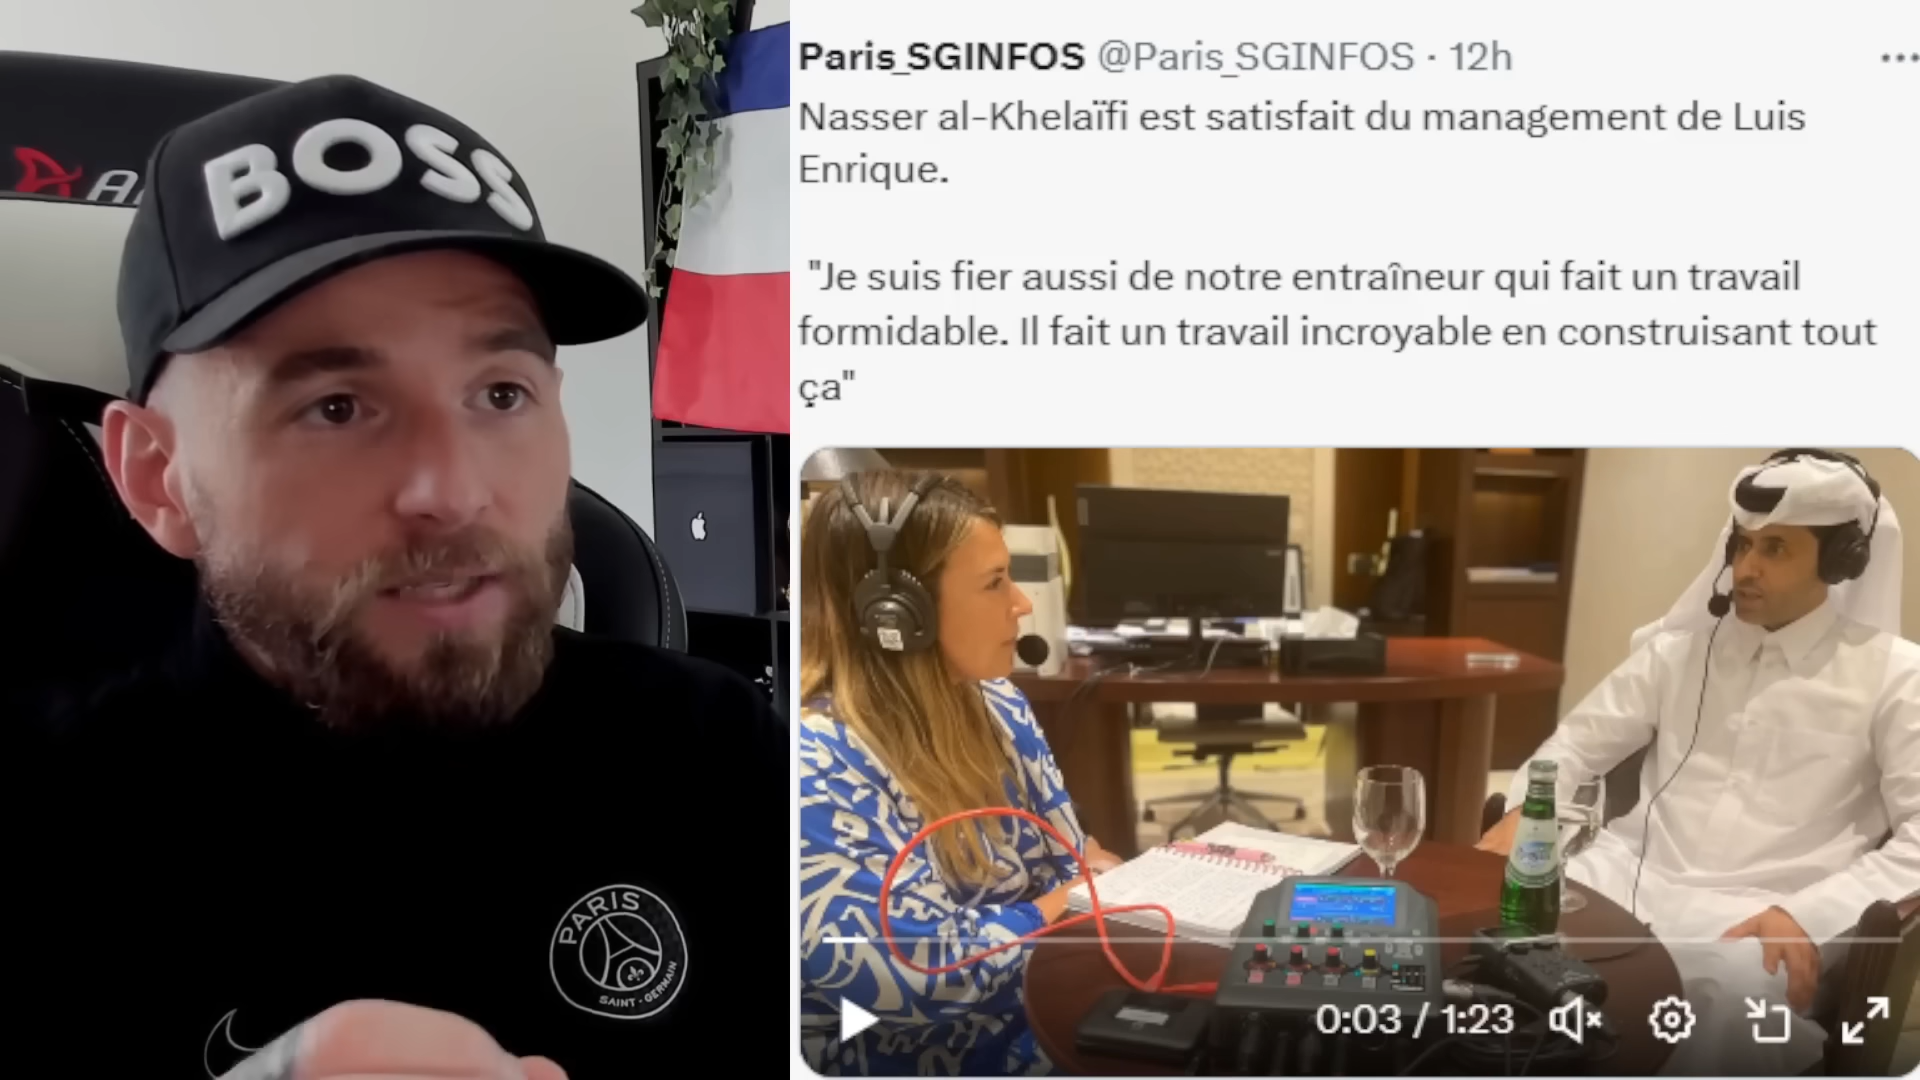 BOSS
A
PARIS
SAINT-GERMAIN
Paris_SGINFOS @Paris_SGINFOS · 12h
Nasser al-Khelaïfi est satisfait du management de Luis
Enrique.
"Je suis fier aussi de notre entraîneur qui fait un travail
formidable. Il fait un travail incroyable en construisant tout
ça"
0:03 / 1:23